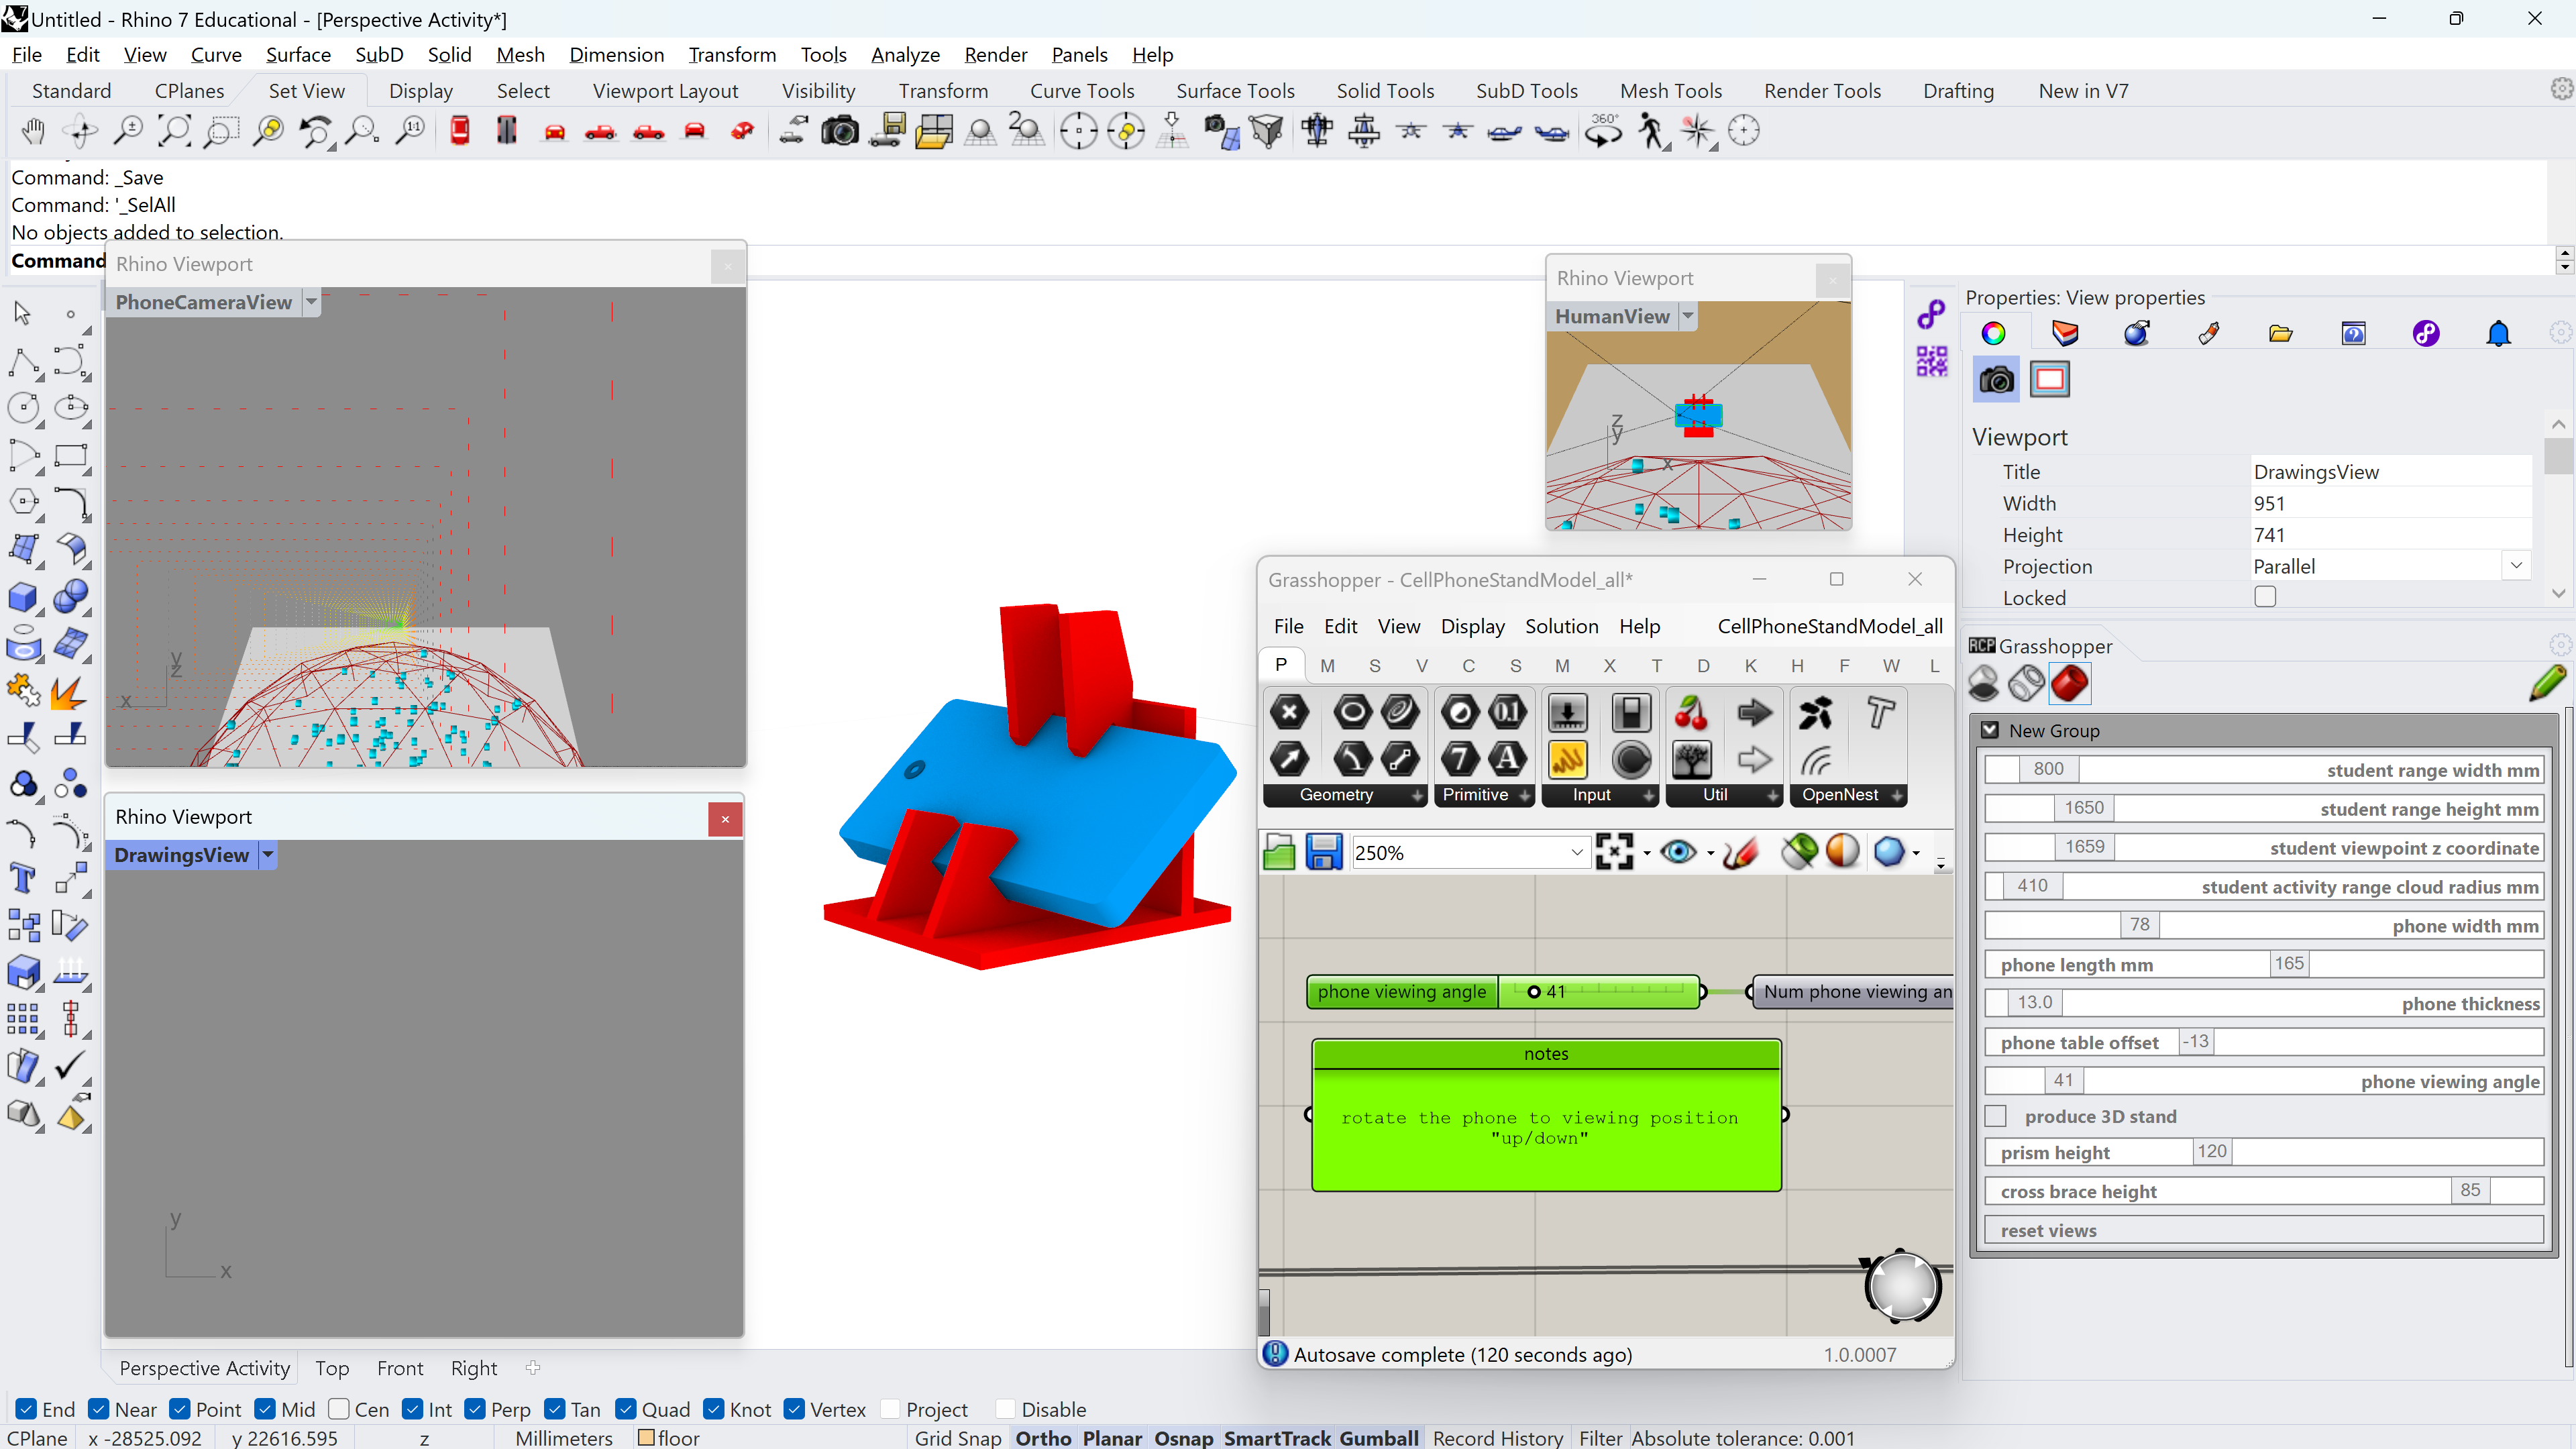 Untitled - Rhino 7 Educational - [Perspective Activity*]
File Edit View Curve Surface SubD Solid Mesh Dimension Transform Tools Analyze Render Panels Help
Standard CPlanes Set View Display Select Viewport Layout Visibility Transform Curve Tools Surface Tools Solid Tools SubD Tools Mesh Tools Render Tools Drafting New in V7
1:1
2
360°
Command: _Save
Command: '_SelAll
No objects added to selection.
Command
Rhino Viewport
PhoneCameraView
y
z
x
Rhino Viewport
HumanView
z
y
x
Rhino Viewport
DrawingsView
y
x
Properties: View properties
Viewport
Title DrawingsView
Width 951
Height 741
Projection Parallel
Locked
Grasshopper - CellPhoneStandModel_all*
File Edit View Display Solution Help CellPhoneStandModel_all
P M S V C S M X T D K H F W L
Geometry Primitive Input Util OpenNest
250%
phone viewing angle 41 Num phone viewing an
notes
rotate the phone to viewing position
"up/down"
Autosave complete (120 seconds ago) 1.0.0007
RCP Grasshopper
New Group
800 student range width mm
1650 student range height mm
1659 student viewpoint z coordinate
410 student activity range cloud radius mm
78 phone width mm
phone length mm 165
13.0 phone thickness
phone table offset -13
41 phone viewing angle
produce 3D stand
prism height 120
cross brace height 85
reset views
Perspective Activity Top Front Right
End Near Point Mid Cen Int Perp Tan Quad Knot Vertex Project Disable
CPlane x -28525.092 y 22616.595 z Millimeters floor Grid Snap Ortho Planar Osnap SmartTrack Gumball Record History Filter Absolute tolerance: 0.001